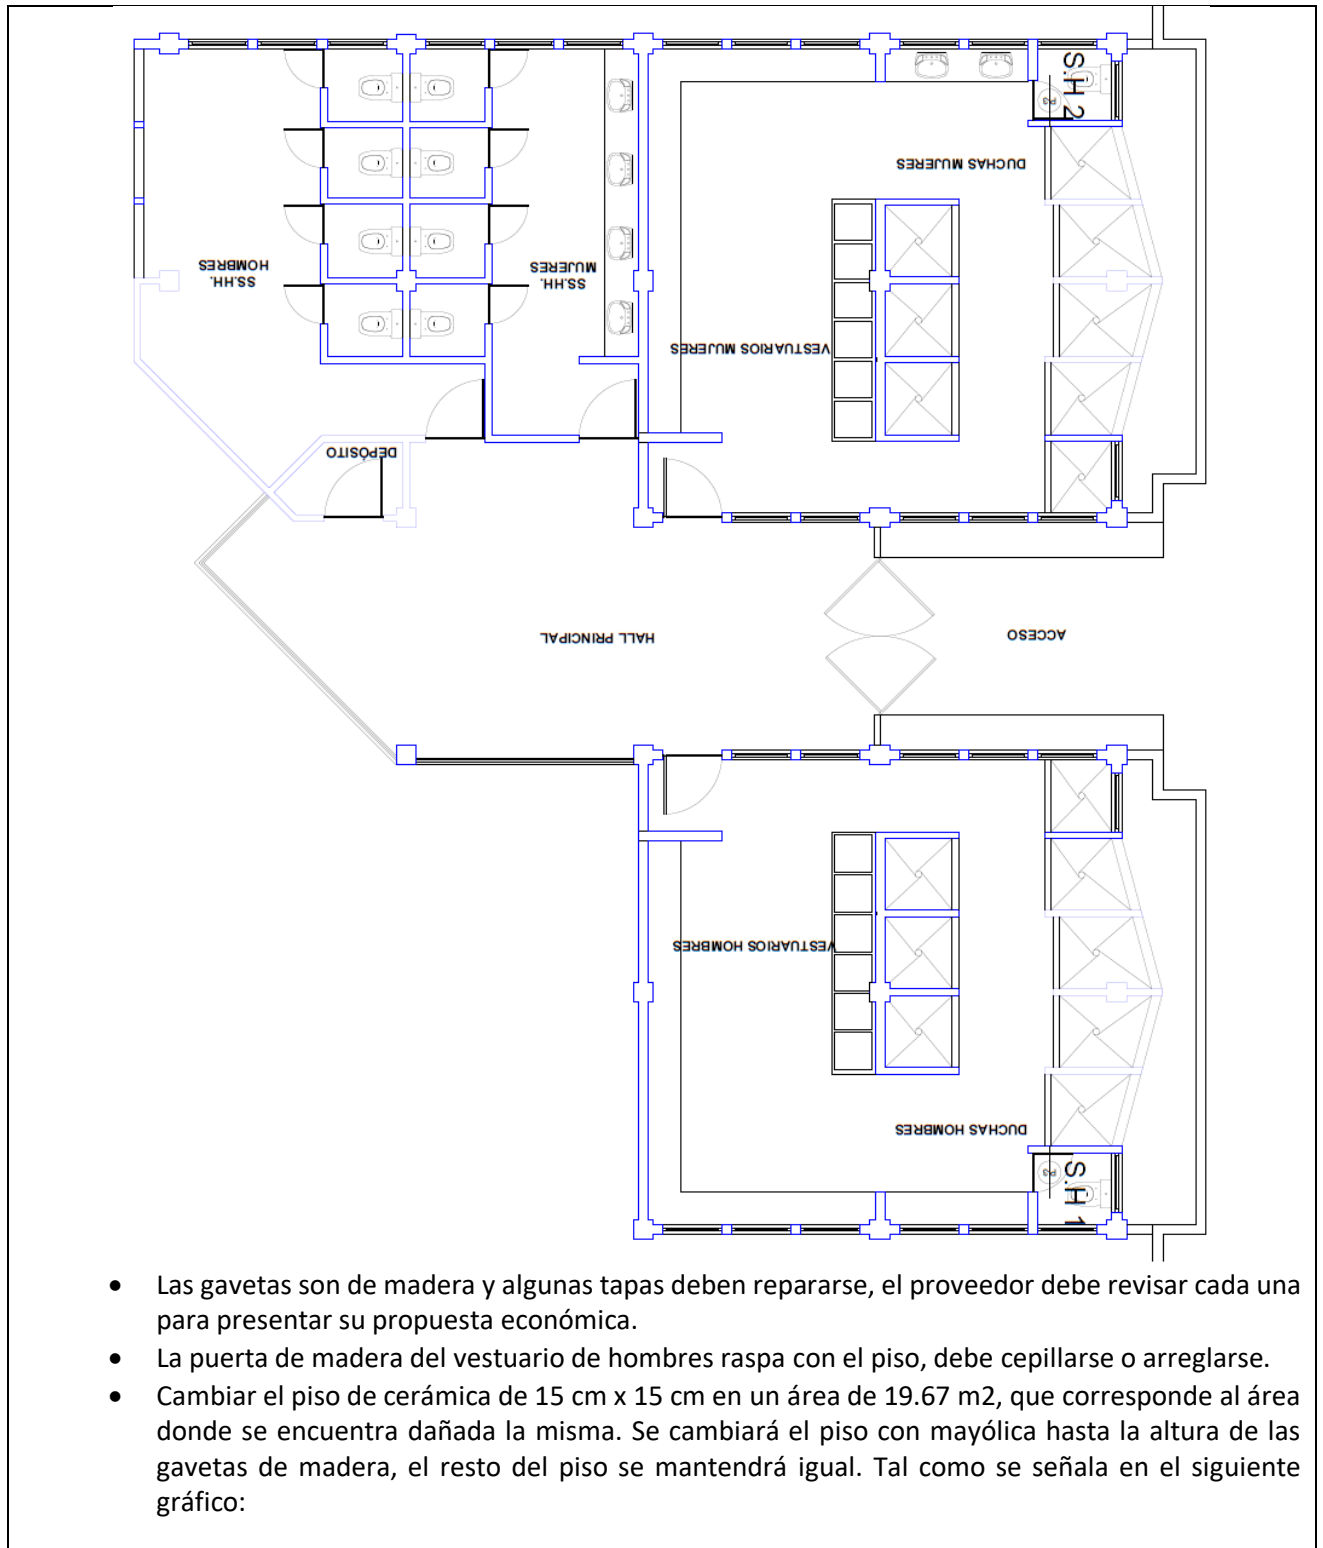 S.H 2
PV3
DUCHAS MUJERES
SS.HH.
HOMBRES
SS.HH.
MUJERES
VESTUARIOS MUJERES
DEPÓSITO
HALL PRINCIPAL
ACCESO
VESTUARIOS HOMBRES
DUCHAS HOMBRES
PV3
S.H 1
• Las gavetas son de madera y algunas tapas deben repararse, el proveedor debe revisar cada una
para presentar su propuesta económica.
• La puerta de madera del vestuario de hombres raspa con el piso, debe cepillarse o arreglarse.
• Cambiar el piso de cerámica de 15 cm x 15 cm en un área de 19.67 m2, que corresponde al área
donde se encuentra dañada la misma. Se cambiará el piso con mayólica hasta la altura de las
gavetas de madera, el resto del piso se mantendrá igual. Tal como se señala en el siguiente
gráfico: